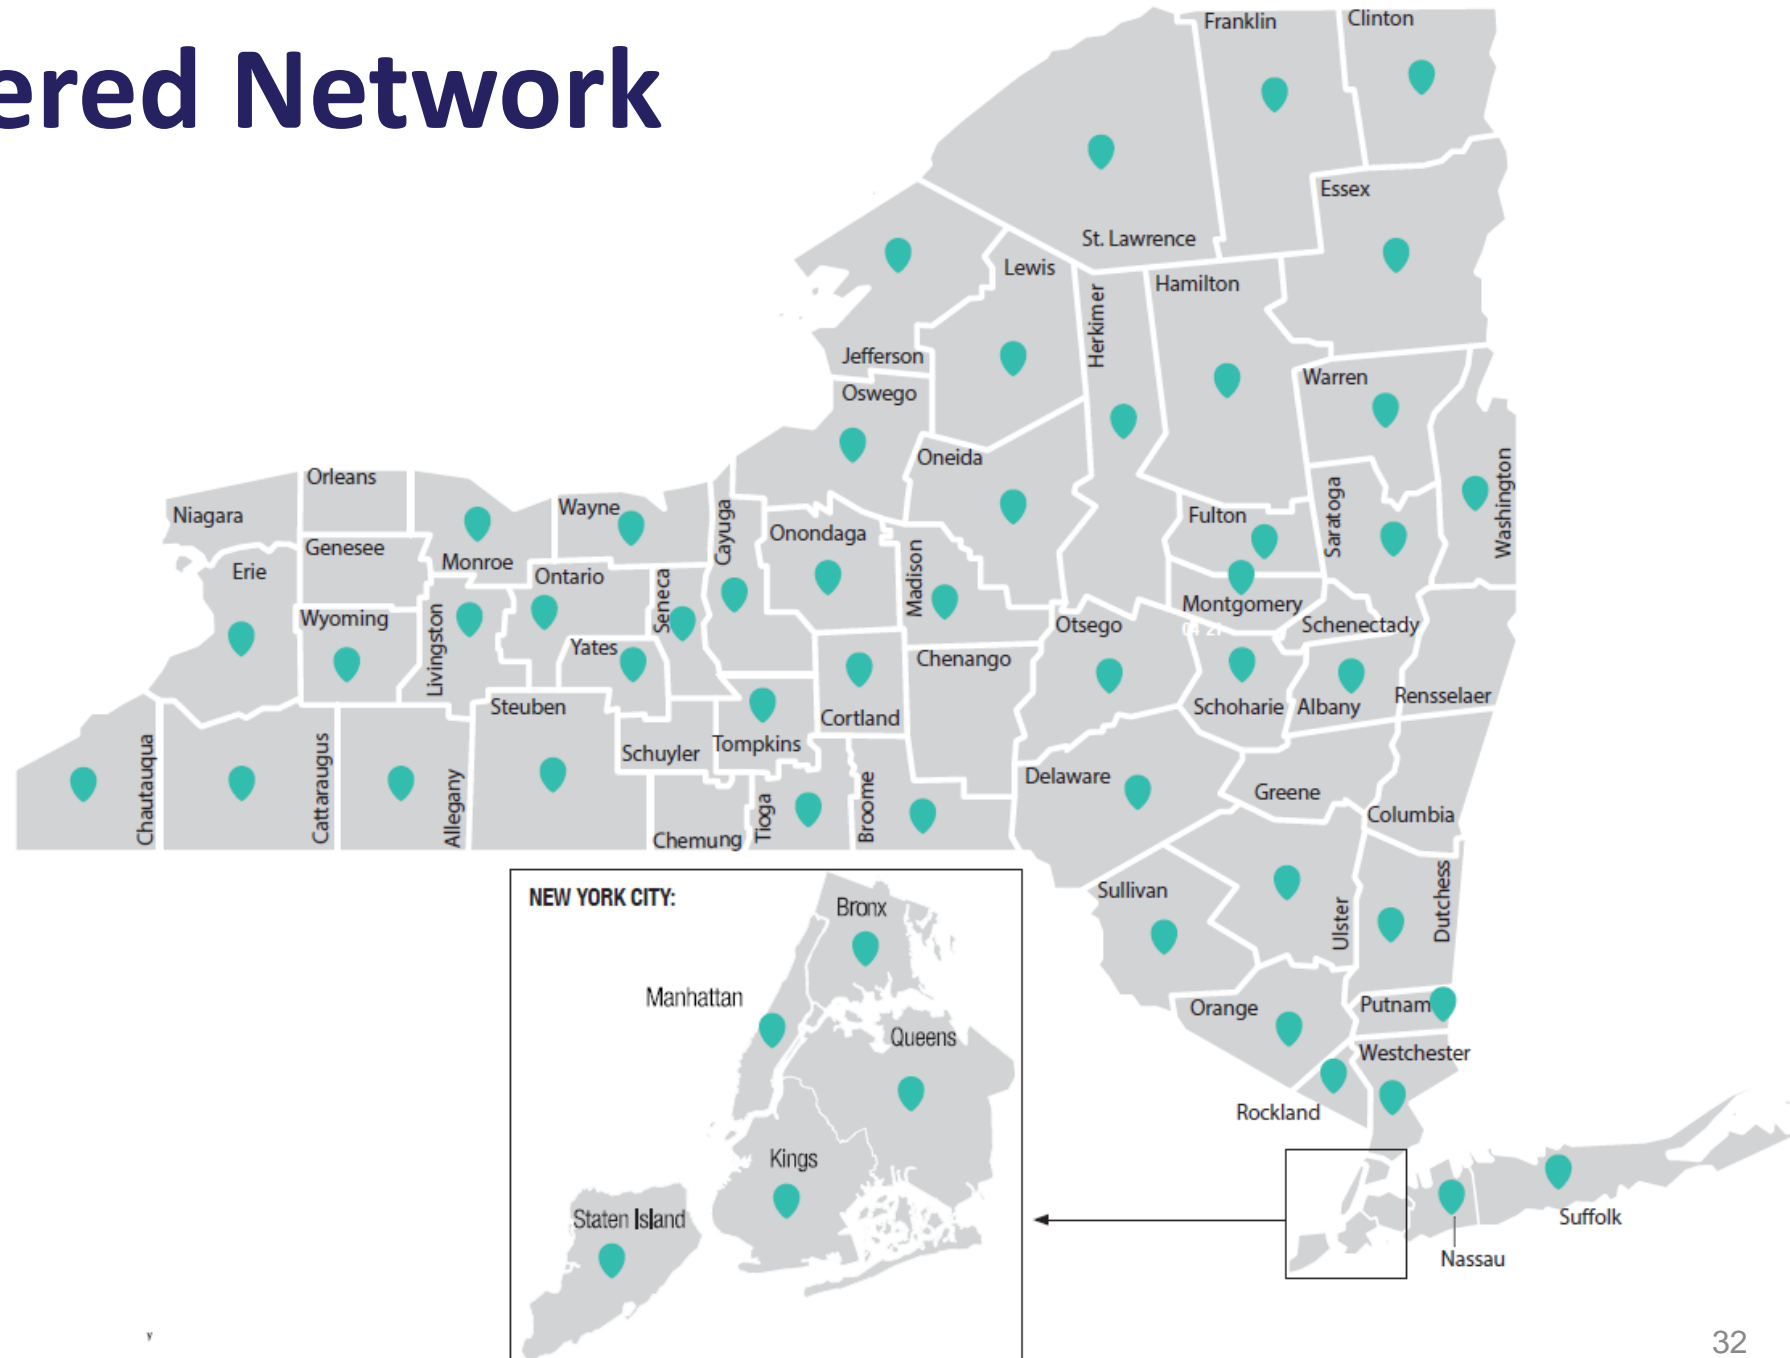 ered Network
Franklin
Clinton
Essex
St. Lawrence
Lewis
Hamilton
Herkimer
Jefferson
Oswego
Warren
Oneida
Washington
Saratoga
Orleans
Niagara
Wayne
Cayuga
Onondaga
Fulton
Genesee
Monroe
Erie
Ontario
Madison
Seneca
Montgomery
Wyoming
Livingston
Otsego
Schenectady
Yates
Chenango
Steuben
Cortland
Schoharie
Albany
Rensselaer
Schuyler
Tompkins
Chautauqua
Cattaraugus
Allegany
Delaware
Greene
Tioga
Broome
Columbia
Chemung
Sullivan
Ulster
Dutchess
NEW YORK CITY:
Bronx
Manhattan
Orange
Putnam
Queens
Westchester
Rockland
Kings
Staten Island
Suffolk
Nassau
y
32